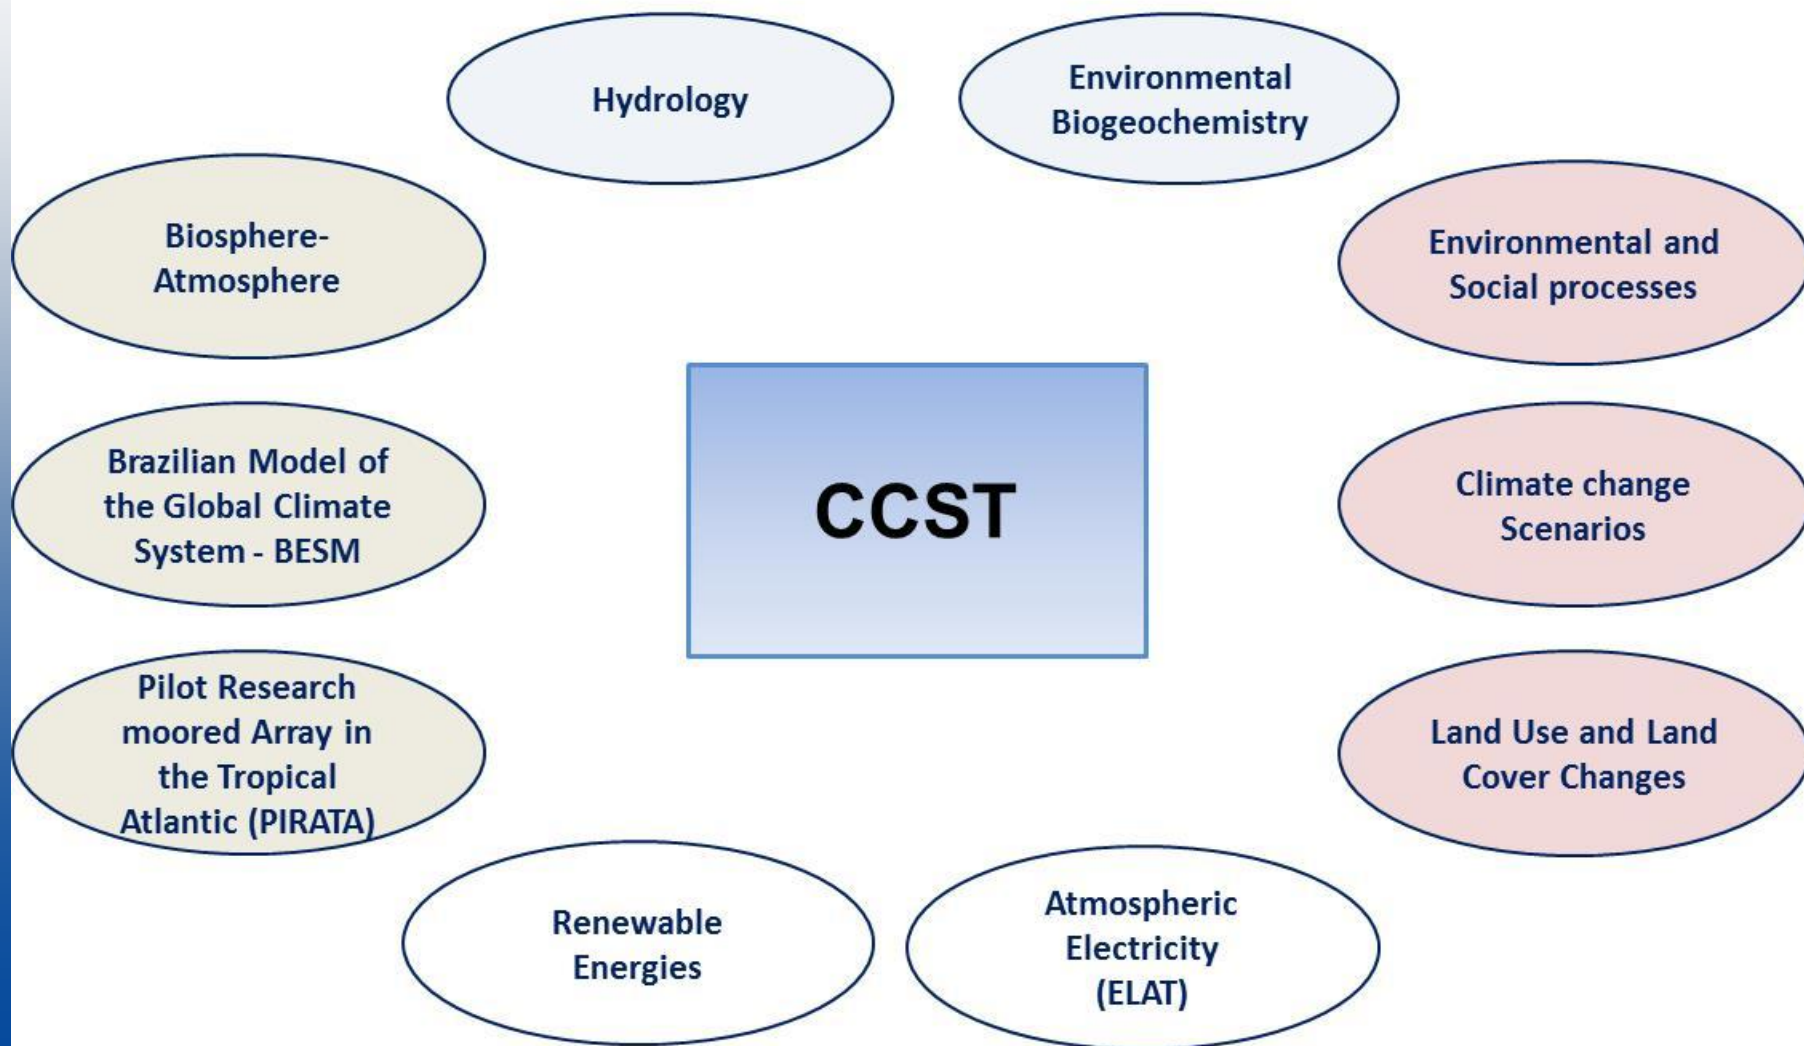 Hydrology
Environmental
Biogeochemistry
Biosphere-
Atmosphere
Environmental and
Social processes
Brazilian Model of
the Global Climate
System - BESM
CCST
Climate change
Scenarios
Pilot Research
moored Array in
the Tropical
Atlantic (PIRATA)
Land Use and Land
Cover Changes
Renewable
Energies
Atmospheric
Electricity
(ELAT)